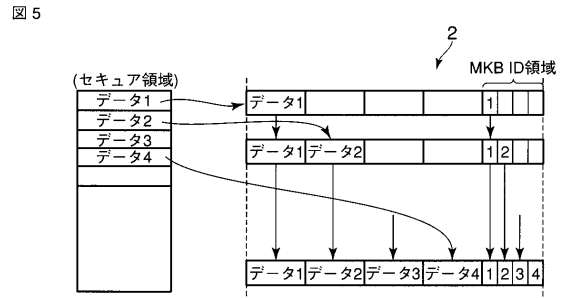 図5
2
MKB ID領域
(セキュア領域)
データ1
データ2
データ3
データ4
データ1 1
データ1 データ2 1 2
データ1 データ2 データ3 データ4 1 2 3 4